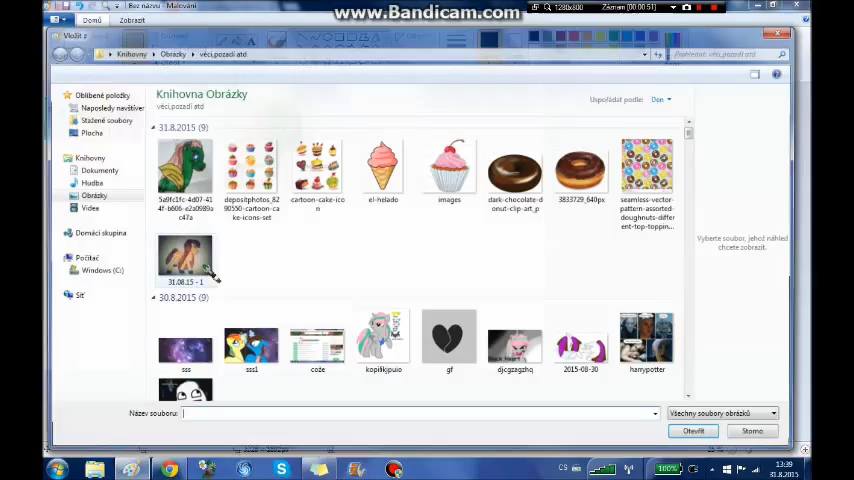 Bez názvu - Malování
www.Bandicam.com
1280x800
Záznam [00:00:51]
Domů
Zobrazit
Vložit z
Knihovny
Obrázky
věci,pozadí atd
Prohledat: věci,pozadí atd
Knihovna Obrázky
věci,pozadí atd
Uspořádat podle: Den
Oblíbené položky
Naposledy navštíver
Stažené soubory
Plocha
Knihovny
Dokumenty
Hudba
Obrázky
Videa
Domácí skupina
Počítač
Windows (C:)
Síť
31.8.2015 (9)
5a9fc1fc-4d07-41
4f-b606-e2a0989a
c47a
depositphotos_82
90550-cartoon-ca
ke-icons-set
cartoon-cake-ico
n
el-helado
images
dark-chocolate-d
onut-clip-art_p
3833729_640px
seamless-vector-
pattern-assorted-
doughnuts-differ
ent-top-toppin...
31.08.15 - 1
30.8.2015 (9)
sss
sss1
cože
kopiíkjpuio
gf
djcgzagzhq
2015-08-30
harrypotter
Vyberte soubor, jehož náhled
chcete zobrazit.
Název souboru:
Všechny soubory obrázků
Otevřít
Storno
CS
100%
13:39
31.8.2015